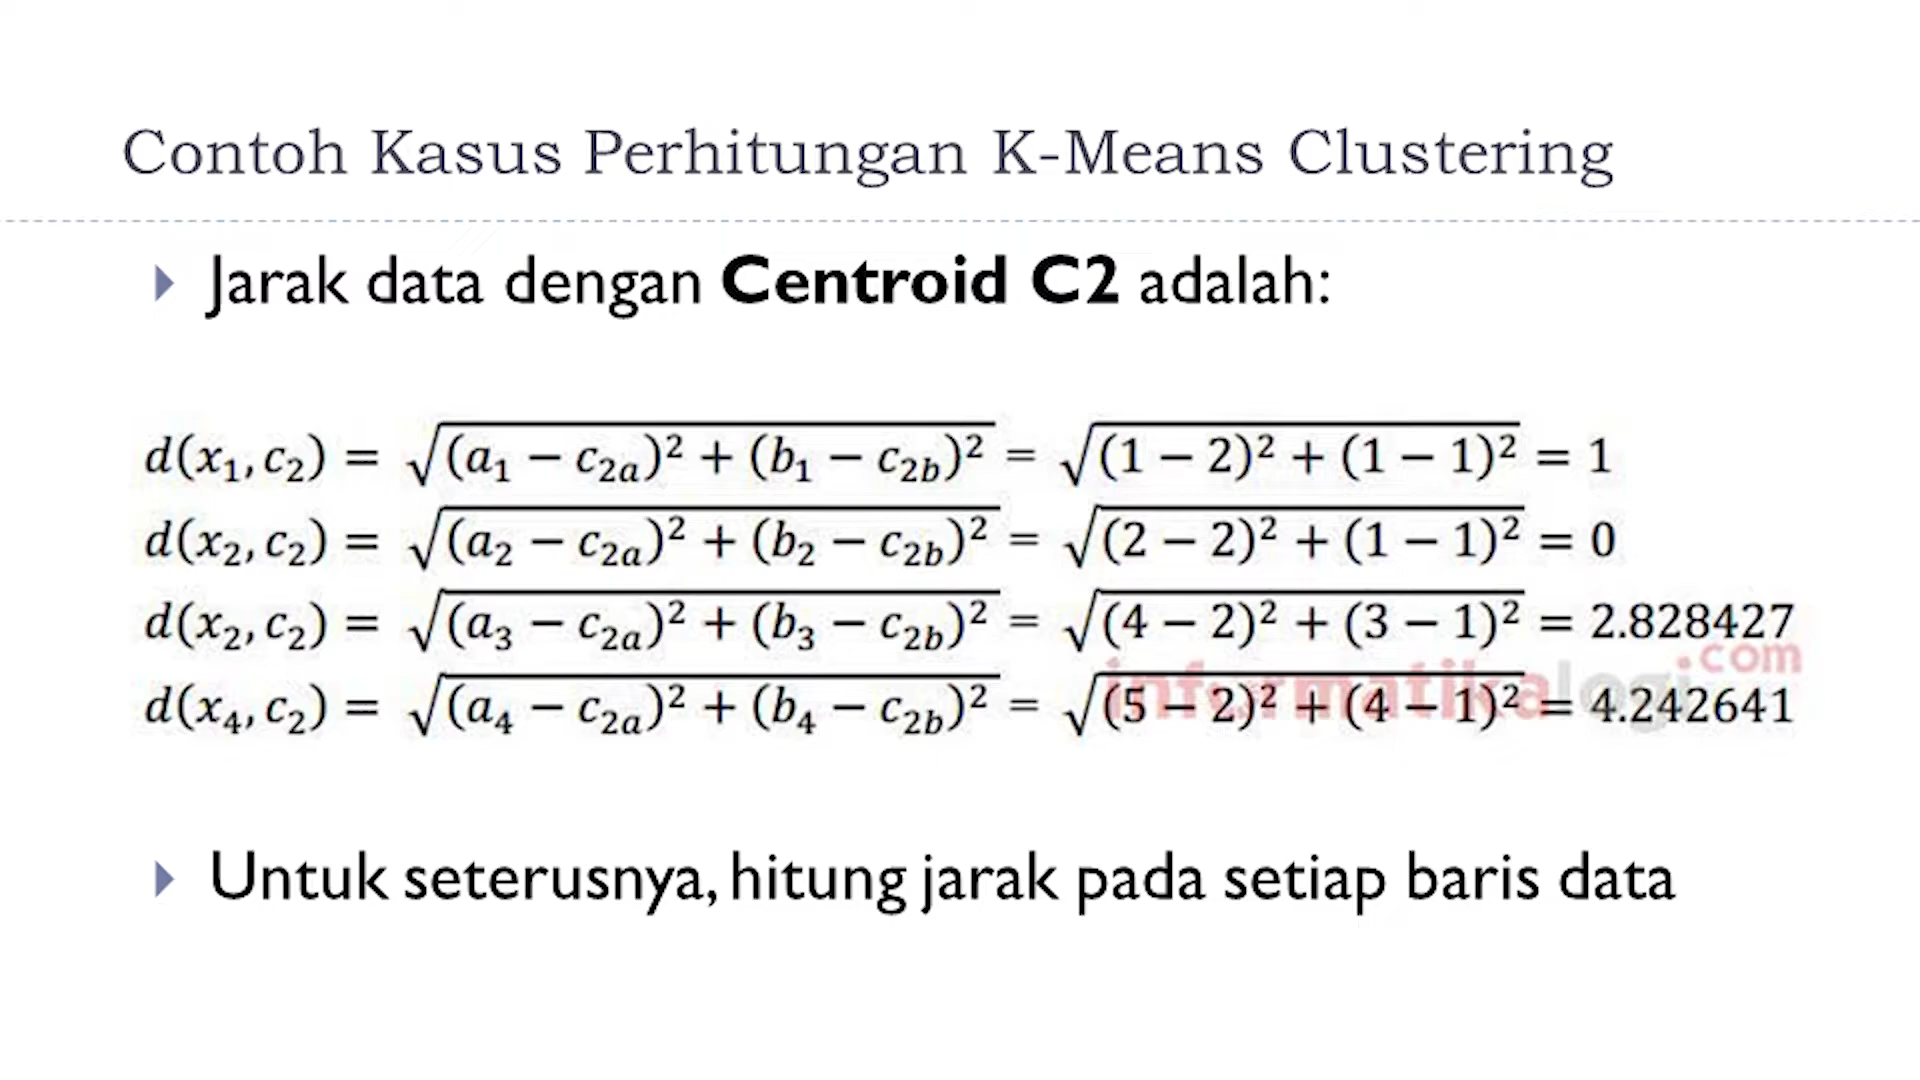 Contoh Kasus Perhitungan K-Means Clustering
Jarak data dengan Centroid C2 adalah:
d(x₁, c₂) = √(a₁ − c₂ₐ)² + (b₁ − c₂b)² = √(1 − 2)² + (1 − 1)² = 1
d(x₂, c₂) = √(a₂ − c₂ₐ)² + (b₂ − c₂b)² = √(2 − 2)² + (1 − 1)² = 0
d(x₂, c₂) = √(a₃ − c₂ₐ)² + (b₃ − c₂b)² = √(4 − 2)² + (3 − 1)² = 2.828427
d(x₄, c₂) = √(a₄ − c₂ₐ)² + (b₄ − c₂b)² = √(5 − 2)² + (4 − 1)² = 4.242641
informatikalogi.com
Untuk seterusnya, hitung jarak pada setiap baris data